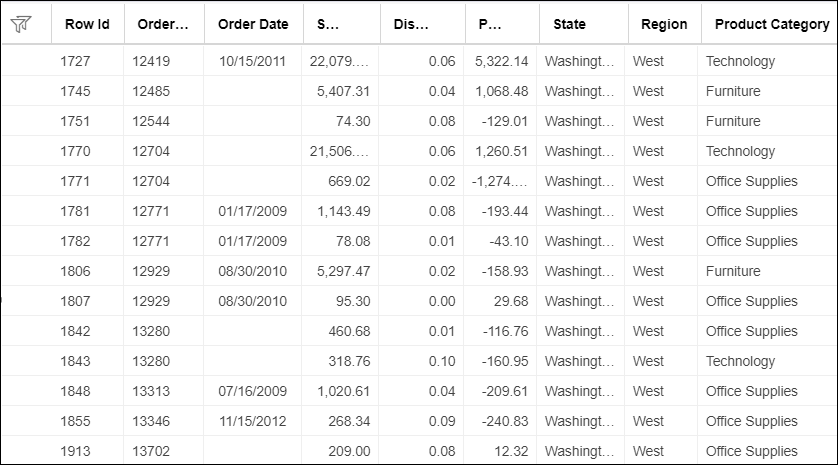 Row Id Order... Order Date S... Dis... P... State Region Product Category
1727 12419 10/15/2011 22,079.... 0.06 5,322.14 Washingt... West Technology
1745 12485 5,407.31 0.04 1,068.48 Washingt... West Furniture
1751 12544 74.30 0.08 -129.01 Washingt... West Furniture
1770 12704 21,506.... 0.06 1,260.51 Washingt... West Technology
1771 12704 669.02 0.02 -1,274.... Washingt... West Office Supplies
1781 12771 01/17/2009 1,143.49 0.08 -193.44 Washingt... West Office Supplies
1782 12771 01/17/2009 78.08 0.01 -43.10 Washingt... West Office Supplies
1806 12929 08/30/2010 5,297.47 0.02 -158.93 Washingt... West Furniture
1807 12929 08/30/2010 95.30 0.00 29.68 Washingt... West Office Supplies
1842 13280 460.68 0.01 -116.76 Washingt... West Office Supplies
1843 13280 318.76 0.10 -160.95 Washingt... West Technology
1848 13313 07/16/2009 1,020.61 0.04 -209.61 Washingt... West Office Supplies
1855 13346 11/15/2012 268.34 0.09 -240.83 Washingt... West Office Supplies
1913 13702 209.00 0.08 12.32 Washingt... West Office Supplies